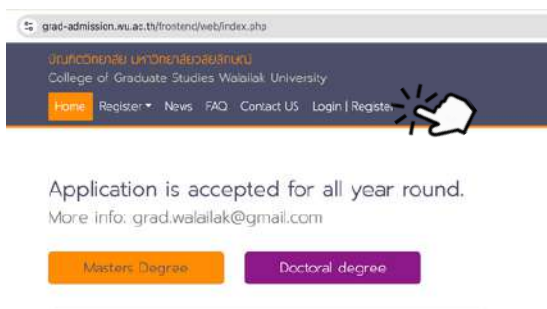 grad-admission.wu.ac.th/frostend/web/index.php
บัณฑิตวิทยาลัย มหาวิทยาลัยวลัยลักษณ์
College of Graduate Studies Walailak University
Home Register News FAQ Contact US Login | Register
Application is accepted for all year round.
More info: grad.walailak@gmail.com
Masters Degree Doctoral degree